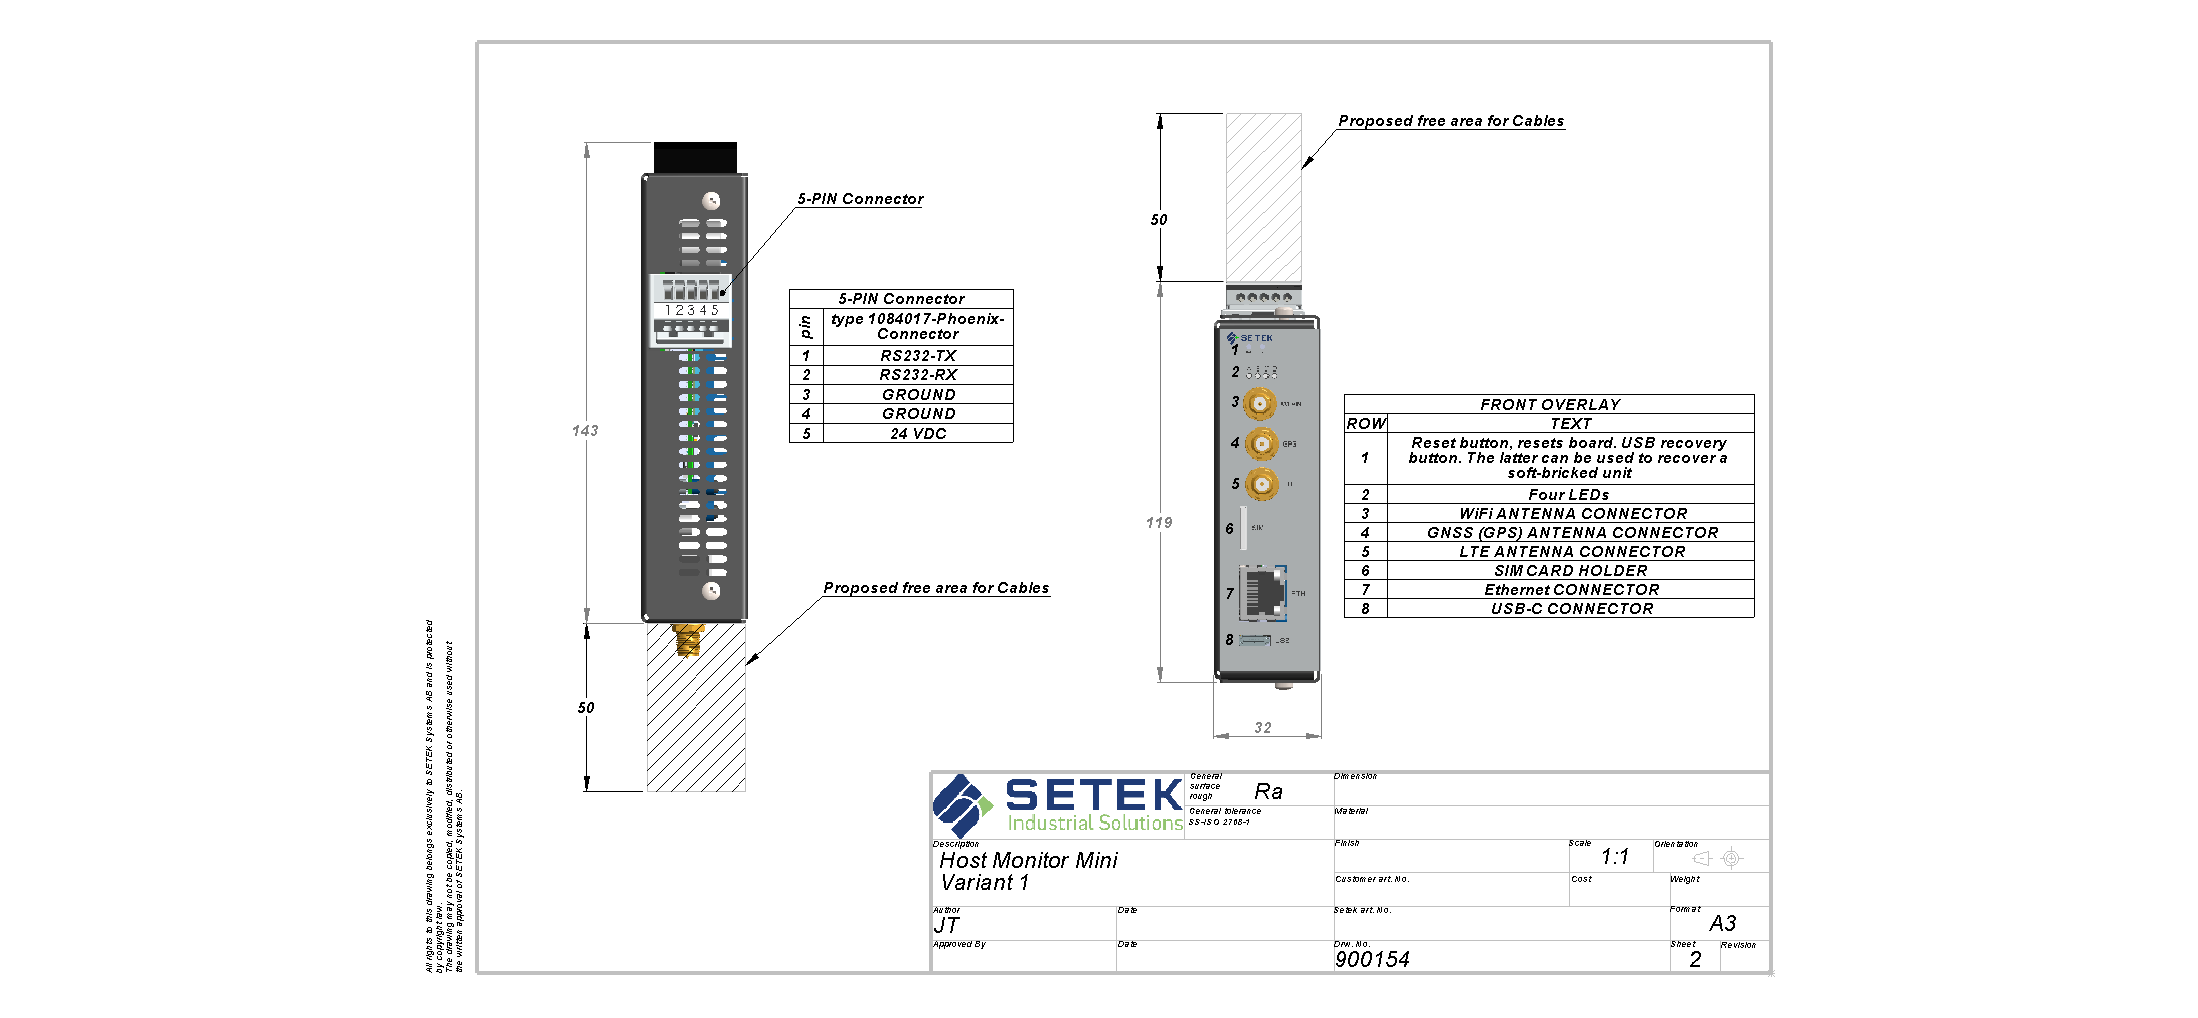 Proposed free area for Cables
50
5-PIN Connector
1 2 3 4 5
143
5-PIN Connector
pin
type 1084017-Phoenix-
Connector
1 RS232-TX
2 RS232-RX
3 GROUND
4 GROUND
5 24 VDC
Proposed free area for Cables
50
SETEK
1
2
3
4 GPS
5
6 SIM
7 ETH
8
119
32
FRONT OVERLAY
ROW TEXT
1 Reset button, resets board. USB recovery
button. The latter can be used to recover a
soft-bricked unit
2 Four LEDs
3 WiFi ANTENNA CONNECTOR
4 GNSS (GPS) ANTENNA CONNECTOR
5 LTE ANTENNA CONNECTOR
6 SIM CARD HOLDER
7 Ethernet CONNECTOR
8 USB-C CONNECTOR
All rights to this drawing belongs exclusively to SETEK Systems AB and is protected
by copyright law.
The drawing may not be copied, modified, distributed or otherwise used without
the written approval of SETEK Systems AB.
SETEK
Industrial Solutions
General
surface
rough
Ra
Dimension
General tolerance
SS-ISO 2768-1
Material
Description
Host Monitor Mini
Variant 1
Finish
Scale
1:1
Orientation
Customer art. No.
Cost
Weight
Author
JT
Date
Setek art. No.
Format
A3
Approved By
Date
Drw. No.
900154
Sheet
2
Revision